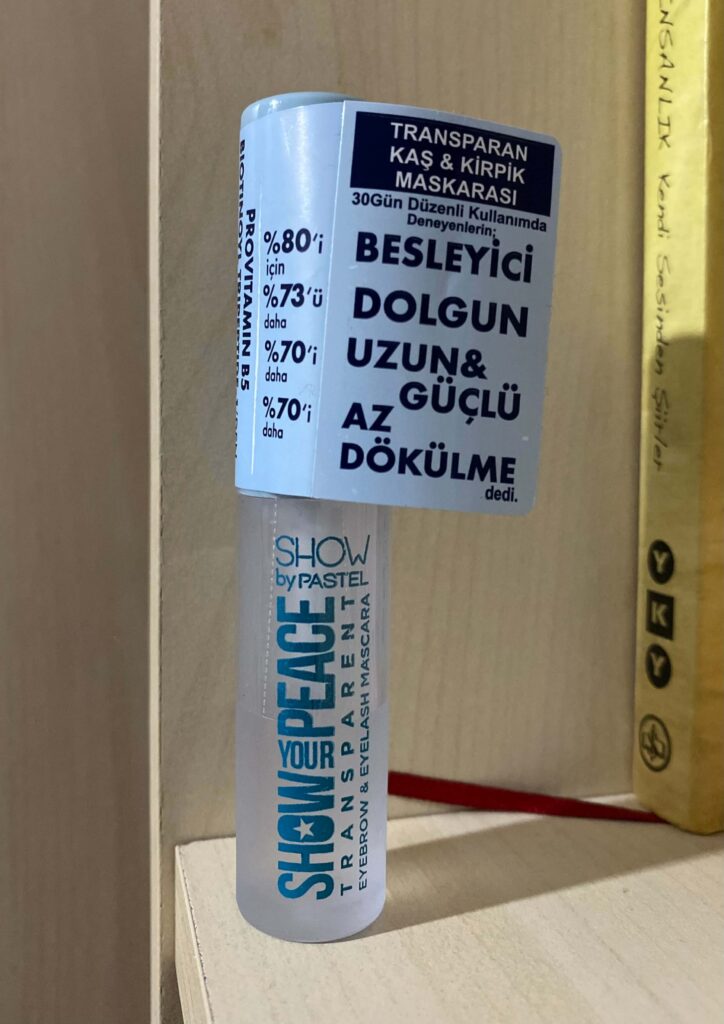 TRANSPARAN
KAŞ & KİRPİK
MASKARASI
30Gün Düzenli Kullanımda
Deneyenlerin;
%80'i
için
BESLEYİCİ
%73'ü
daha
DOLGUN
%70'i
daha
UZUN&
GÜÇLÜ
%70'i
daha
AZ
DÖKÜLME
dedi.
PROVITAMIN B5
SHOW
by PASTEL
SHOW YOUR PEACE
TRANSPARENT
EYEBROW & EYELASH MASCARA
İNSANLIK Kendi Sesinden Şiirler
YKY